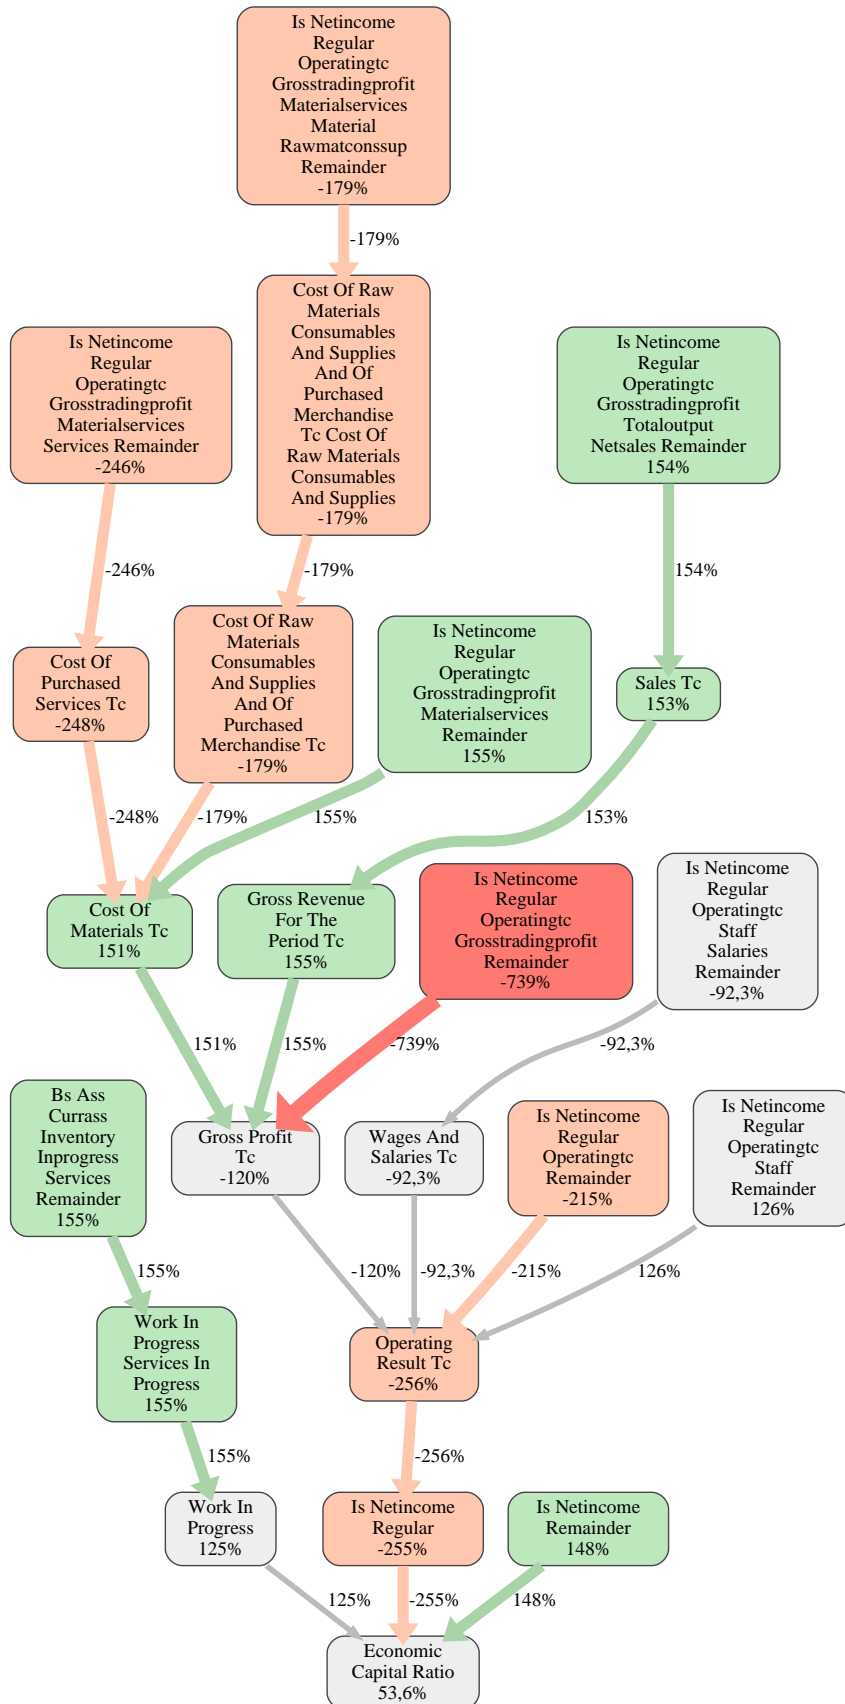 Is Netincome
Regular
Operatingtc
Grosstradingprofit
Materialservices
Material
Rawmatconssup
Remainder
-179%
-179%
Cost Of Raw
Materials
Consumables
And Supplies
And Of
Purchased
Merchandise
Tc Cost Of
Raw Materials
Consumables
And Supplies
-179%
Is Netincome
Regular
Operatingtc
Grosstradingprofit
Materialservices
Services Remainder
-246%
Is Netincome
Regular
Operatingtc
Grosstradingprofit
Totaloutput
Netsales Remainder
154%
-246%
-179%
154%
Cost Of
Purchased
Services Tc
-248%
Cost Of Raw
Materials
Consumables
And Supplies
And Of
Purchased
Merchandise Tc
-179%
Is Netincome
Regular
Operatingtc
Grosstradingprofit
Materialservices
Remainder
155%
Sales Tc
153%
-248%
-179%
155%
153%
Cost Of
Materials Tc
151%
Gross Revenue
For The
Period Tc
155%
Is Netincome
Regular
Operatingtc
Grosstradingprofit
Remainder
-739%
Is Netincome
Regular
Operatingtc
Staff
Salaries
Remainder
-92,3%
151%
155%
-739%
-92,3%
Bs Ass
Currass
Inventory
Inprogress
Services
Remainder
155%
Gross Profit
Tc
-120%
Wages And
Salaries Tc
-92,3%
Is Netincome
Regular
Operatingtc
Remainder
-215%
Is Netincome
Regular
Operatingtc
Staff
Remainder
126%
155%
-120%
-92,3%
-215%
126%
Work In
Progress
Services In
Progress
155%
Operating
Result Tc
-256%
155%
-256%
Work In
Progress
125%
Is Netincome
Regular
-255%
Is Netincome
Remainder
148%
125%
-255%
148%
Economic
Capital Ratio
53,6%